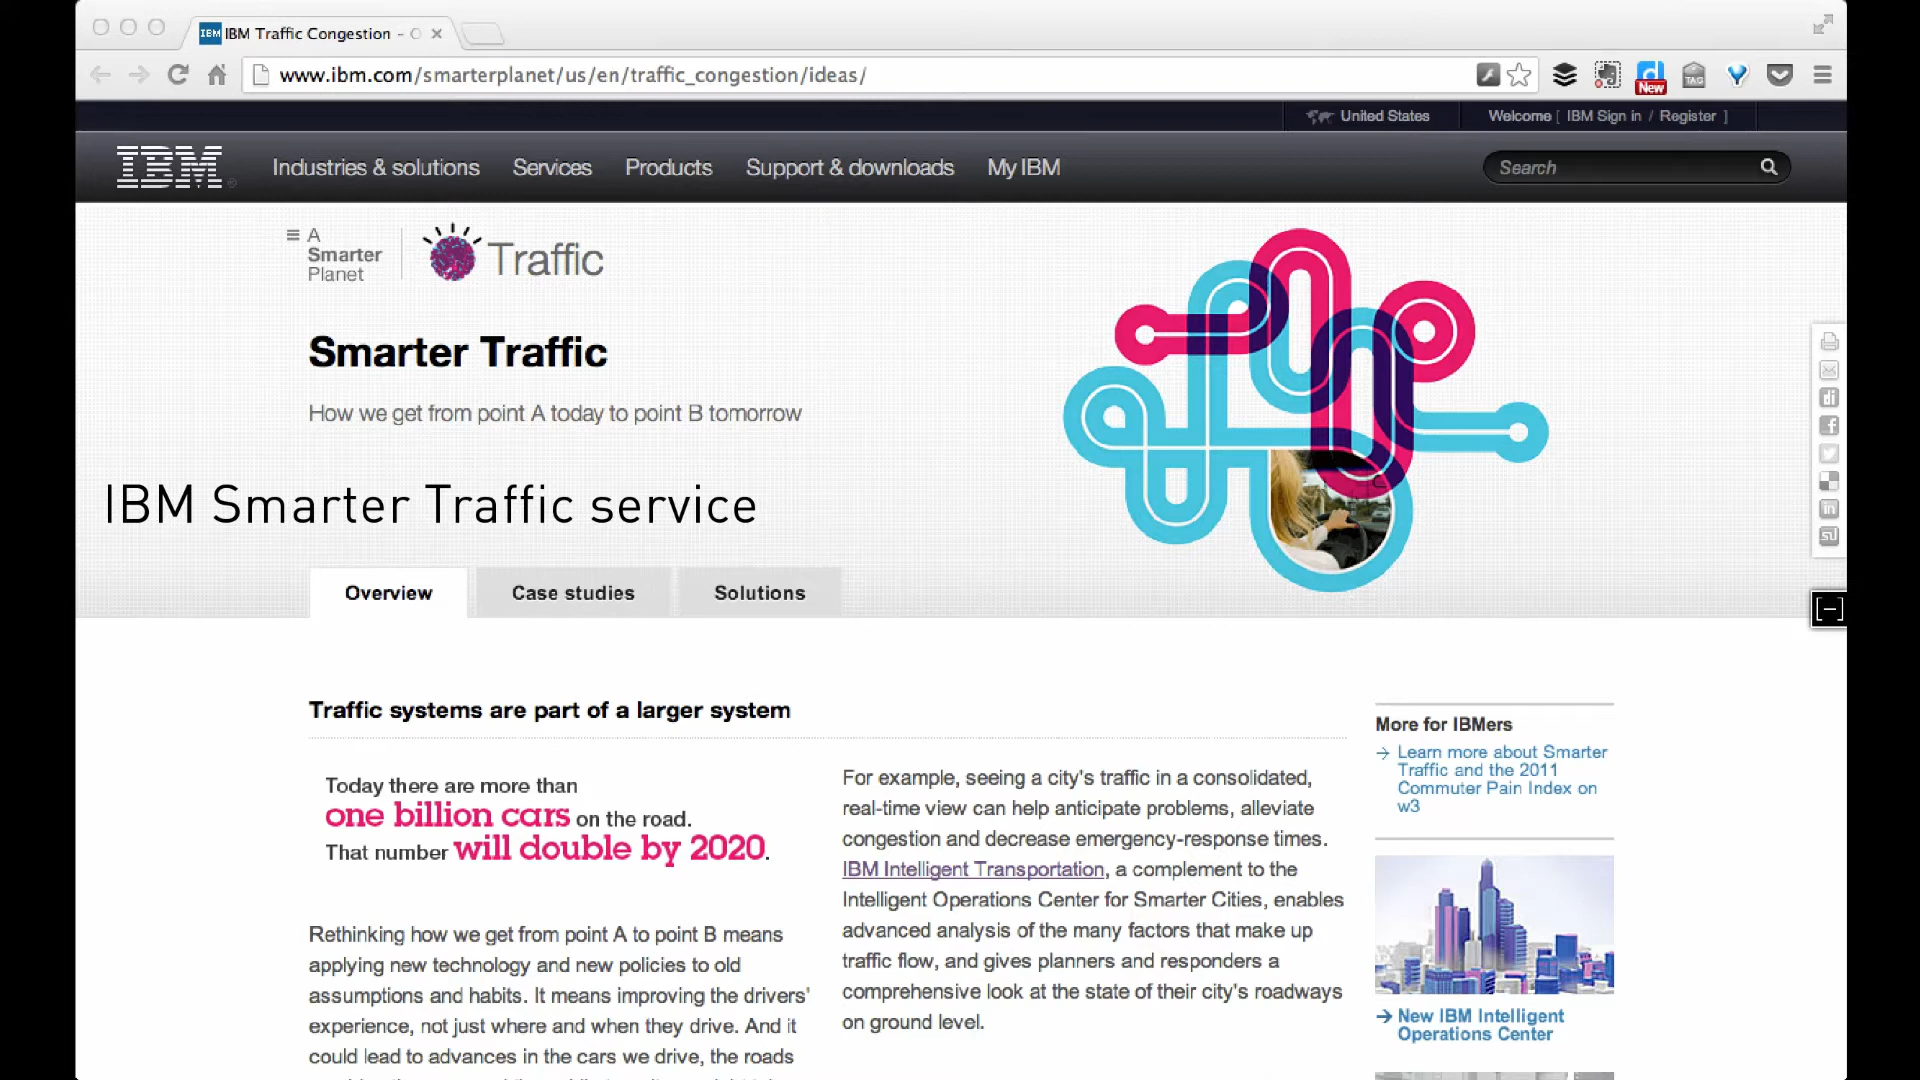 IBM IBM Traffic Congestion -
www.ibm.com/smarterplanet/us/en/traffic_congestion/ideas/
New
TAG
United States
Welcome [ IBM Sign in / Register ]
IBM
Industries & solutions
Services
Products
Support & downloads
My IBM
Search
A
Smarter
Planet
Traffic
Smarter Traffic
How we get from point A today to point B tomorrow
IBM Smarter Traffic service
Overview
Case studies
Solutions
Traffic systems are part of a larger system
Today there are more than
one billion cars on the road.
That number will double by 2020.
Rethinking how we get from point A to point B means
applying new technology and new policies to old
assumptions and habits. It means improving the drivers'
experience, not just where and when they drive. And it
could lead to advances in the cars we drive, the roads
For example, seeing a city's traffic in a consolidated,
real-time view can help anticipate problems, alleviate
congestion and decrease emergency-response times.
IBM Intelligent Transportation, a complement to the
Intelligent Operations Center for Smarter Cities, enables
advanced analysis of the many factors that make up
traffic flow, and gives planners and responders a
comprehensive look at the state of their city's roadways
on ground level.
More for IBMers
Learn more about Smarter
Traffic and the 2011
Commuter Pain Index on
w3
New IBM Intelligent
Operations Center